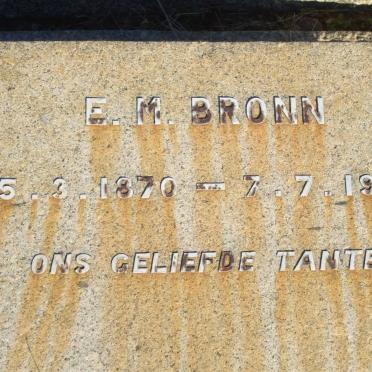 E. M. BRONN
5.3.1870 — 7.7.19
ONS GELIEFDE TANTE